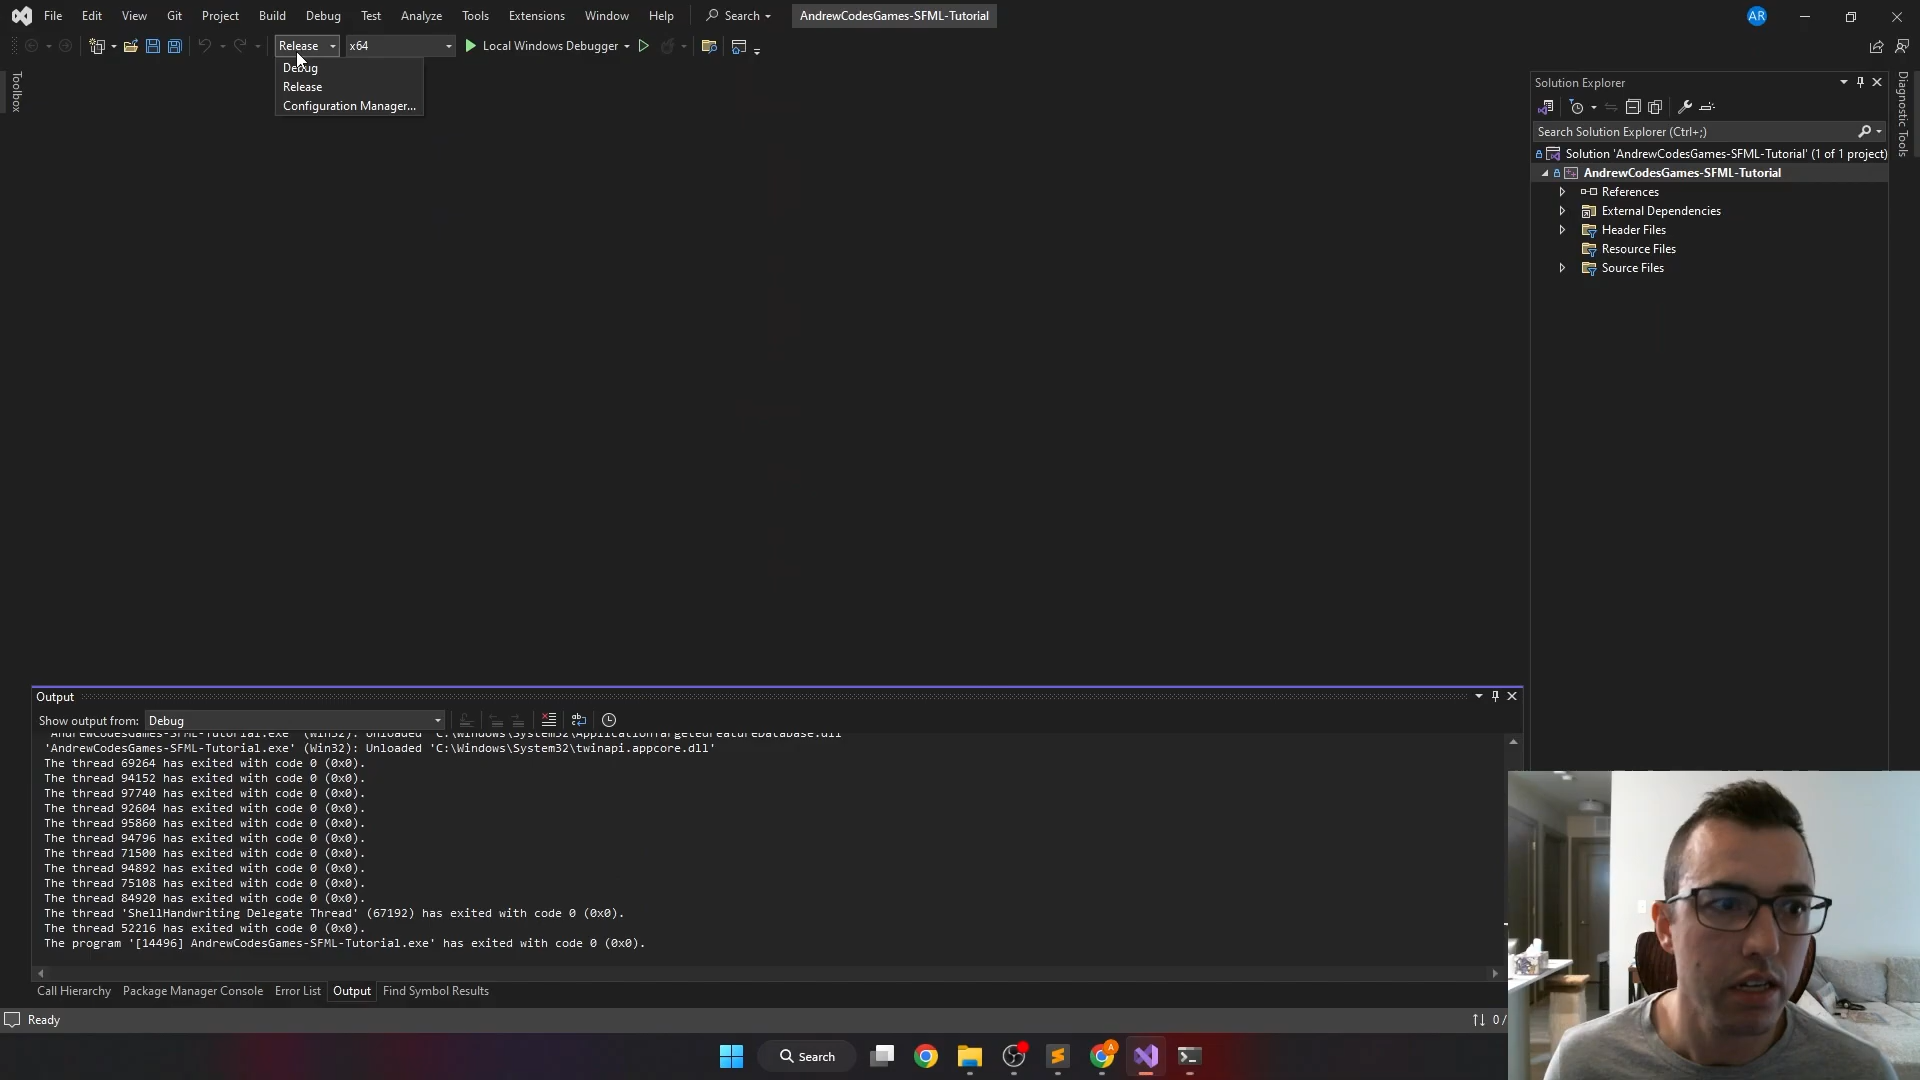 File Edit View Git Project Build Debug Test Analyze Tools Extensions Window Help Search AndrewCodesGames-SFML-Tutorial AR
Release x64 Local Windows Debugger
Debug
Release
Configuration Manager...
Toolbox
Solution Explorer
Search Solution Explorer (Ctrl+;)
Solution 'AndrewCodesGames-SFML-Tutorial' (1 of 1 project)
AndrewCodesGames-SFML-Tutorial
References
External Dependencies
Header Files
Resource Files
Source Files
Diagnostic Tools
Output
Show output from: Debug
'AndrewCodesGames-SFML-Tutorial.exe' (Win32): Unloaded 'C:\Windows\System32\ApplicationTargetedFeatureDatabase.dll'
'AndrewCodesGames-SFML-Tutorial.exe' (Win32): Unloaded 'C:\Windows\System32\twinapi.appcore.dll'
The thread 69264 has exited with code 0 (0x0).
The thread 94152 has exited with code 0 (0x0).
The thread 97740 has exited with code 0 (0x0).
The thread 92604 has exited with code 0 (0x0).
The thread 95860 has exited with code 0 (0x0).
The thread 94796 has exited with code 0 (0x0).
The thread 71500 has exited with code 0 (0x0).
The thread 94892 has exited with code 0 (0x0).
The thread 75108 has exited with code 0 (0x0).
The thread 84920 has exited with code 0 (0x0).
The thread 'ShellHandwriting Delegate Thread' (67192) has exited with code 0 (0x0).
The thread 52216 has exited with code 0 (0x0).
The program '[14496] AndrewCodesGames-SFML-Tutorial.exe' has exited with code 0 (0x0).
Call Hierarchy Package Manager Console Error List Output Find Symbol Results
Ready 0 /
Search